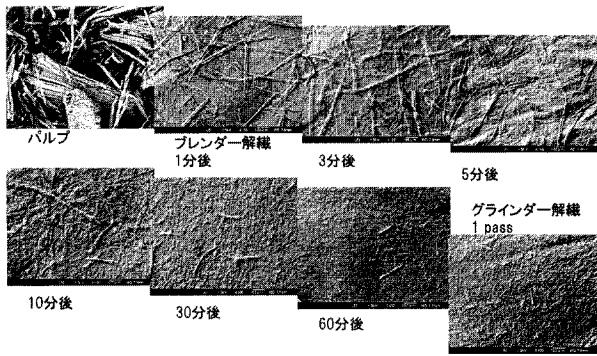 パルプ
ブレンダー解繊
1分後
3分後
5分後
10分後
30分後
60分後
グラインダー解繊
1 pass